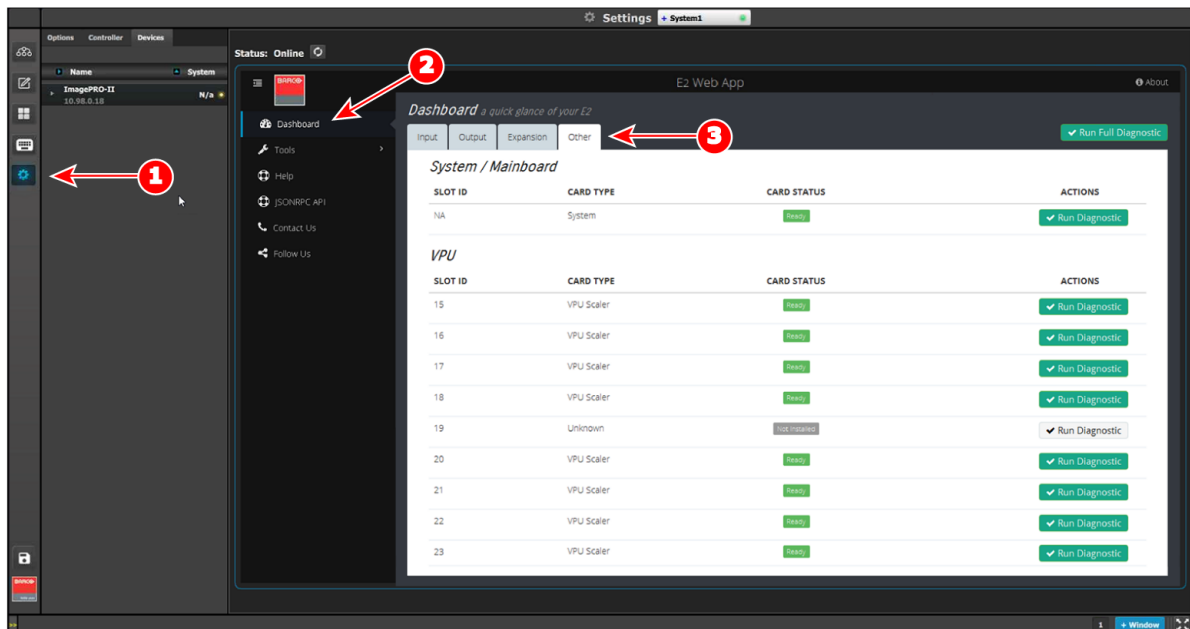 Settings + System1
Options Controller Devices
Status: Online
Name System
ImagePRO-II N/a
10.98.0.18
BARCO
E2 Web App
About
2
Dashboard
Tools
Help
JSONRPC API
Contact Us
Follow Us
1
Dashboard a quick glance of your E2
Input Output Expansion Other
3
Run Full Diagnostic
System / Mainboard
SLOT ID CARD TYPE CARD STATUS ACTIONS
NA System Ready Run Diagnostic
VPU
SLOT ID CARD TYPE CARD STATUS ACTIONS
15 VPU Scaler Ready Run Diagnostic
16 VPU Scaler Ready Run Diagnostic
17 VPU Scaler Ready Run Diagnostic
18 VPU Scaler Ready Run Diagnostic
19 Unknown Not Installed Run Diagnostic
20 VPU Scaler Ready Run Diagnostic
21 VPU Scaler Ready Run Diagnostic
22 VPU Scaler Ready Run Diagnostic
23 VPU Scaler Ready Run Diagnostic
BARCO
1 + Window